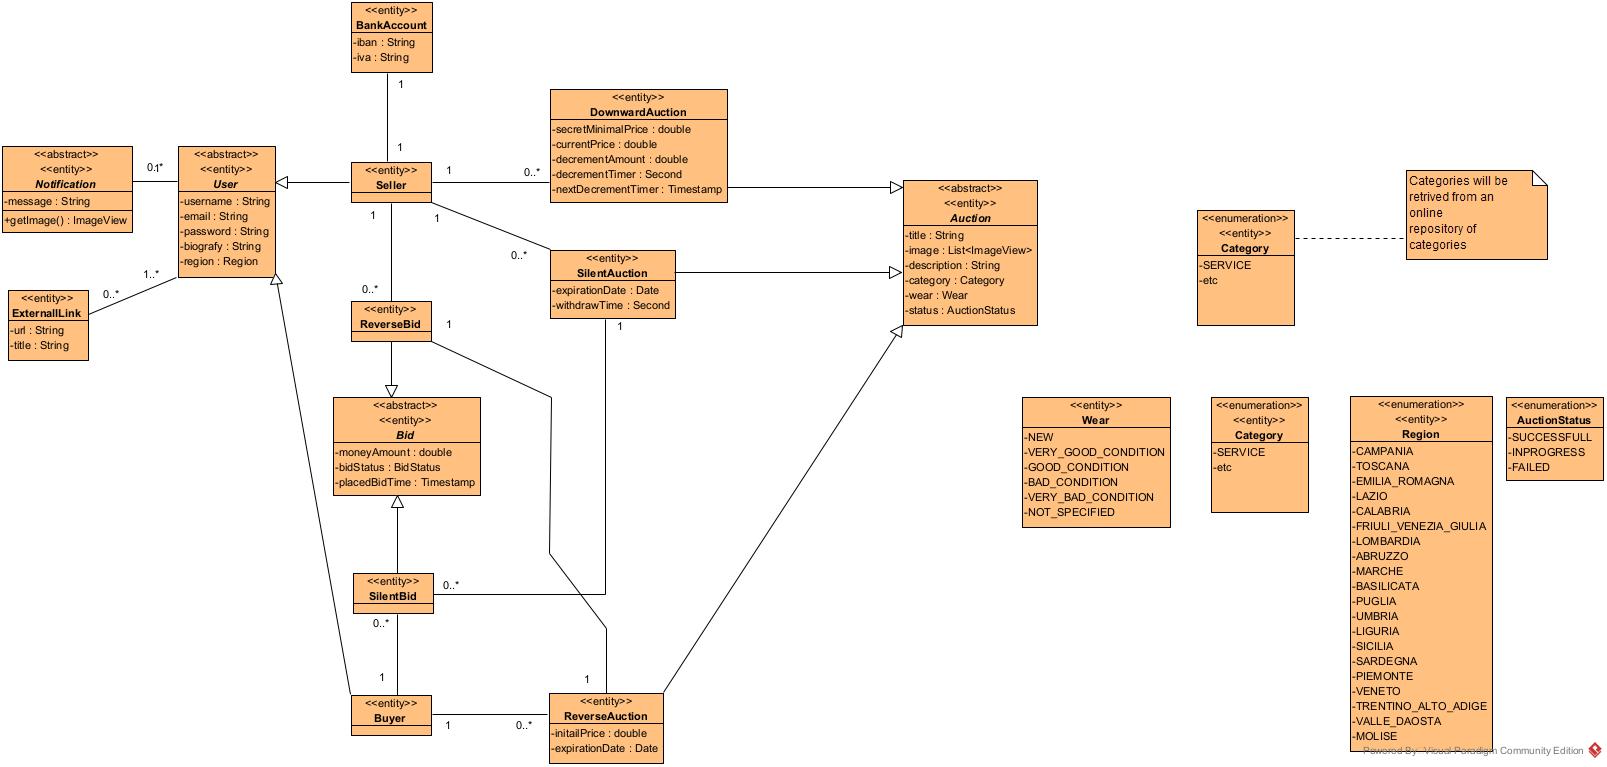 <<entity>>
BankAccount
-iban : String
-iva : String
1
1
<<abstract>>
<<entity>>
Notification
-message : String
+getImage() : ImageView
<<abstract>>
<<entity>>
User
-username : String
-email : String
-password : String
-biografy : String
-region : Region
1..*
0..*
<<entity>>
ExternallLink
-url : String
-title : String
<<entity>>
Seller
1
0..*
1
1
0..*
0..*
<<entity>>
DownwardAuction
-secretMinimalPrice : double
-currentPrice : double
-decrementAmount : double
-decrementTimer : Second
-nextDecrementTimer : Timestamp
<<entity>>
SilentAuction
-expirationDate : Date
-withdrawTime : Second
1
<<entity>>
ReverseBid
1
<<abstract>>
<<entity>>
Bid
-moneyAmount : double
-bidStatus : BidStatus
-placedBidTime : Timestamp
<<entity>>
SilentBid
0..*
0..*
1
<<entity>>
Buyer
1
0..*
1
<<entity>>
ReverseAuction
-initailPrice : double
-expirationDate : Date
<<abstract>>
<<entity>>
Auction
-title : String
-image : List<ImageView>
-description : String
-category : Category
-wear : Wear
-status : AuctionStatus
<<enumeration>>
<<entity>>
Category
-SERVICE
-etc
Categories will be
retrived from an
online
repository of
categories
<<entity>>
Wear
-NEW
-VERY_GOOD_CONDITION
-GOOD_CONDITION
-BAD_CONDITION
-VERY_BAD_CONDITION
-NOT_SPECIFIED
<<enumeration>>
<<entity>>
Category
-SERVICE
-etc
<<enumeration>>
<<entity>>
Region
-CAMPANIA
-TOSCANA
-EMILIA_ROMAGNA
-LAZIO
-CALABRIA
-FRIULI_VENEZIA_GIULIA
-LOMBARDIA
-ABRUZZO
-MARCHE
-BASILICATA
-PUGLIA
-UMBRIA
-LIGURIA
-SICILIA
-SARDEGNA
-PIEMONTE
-VENETO
-TRENTINO_ALTO_ADIGE
-VALLE_DAOSTA
-MOLISE
<<enumeration>>
AuctionStatus
-SUCCESSFULL
-INPROGRESS
-FAILED
Powered By Visual Paradigm Community Edition